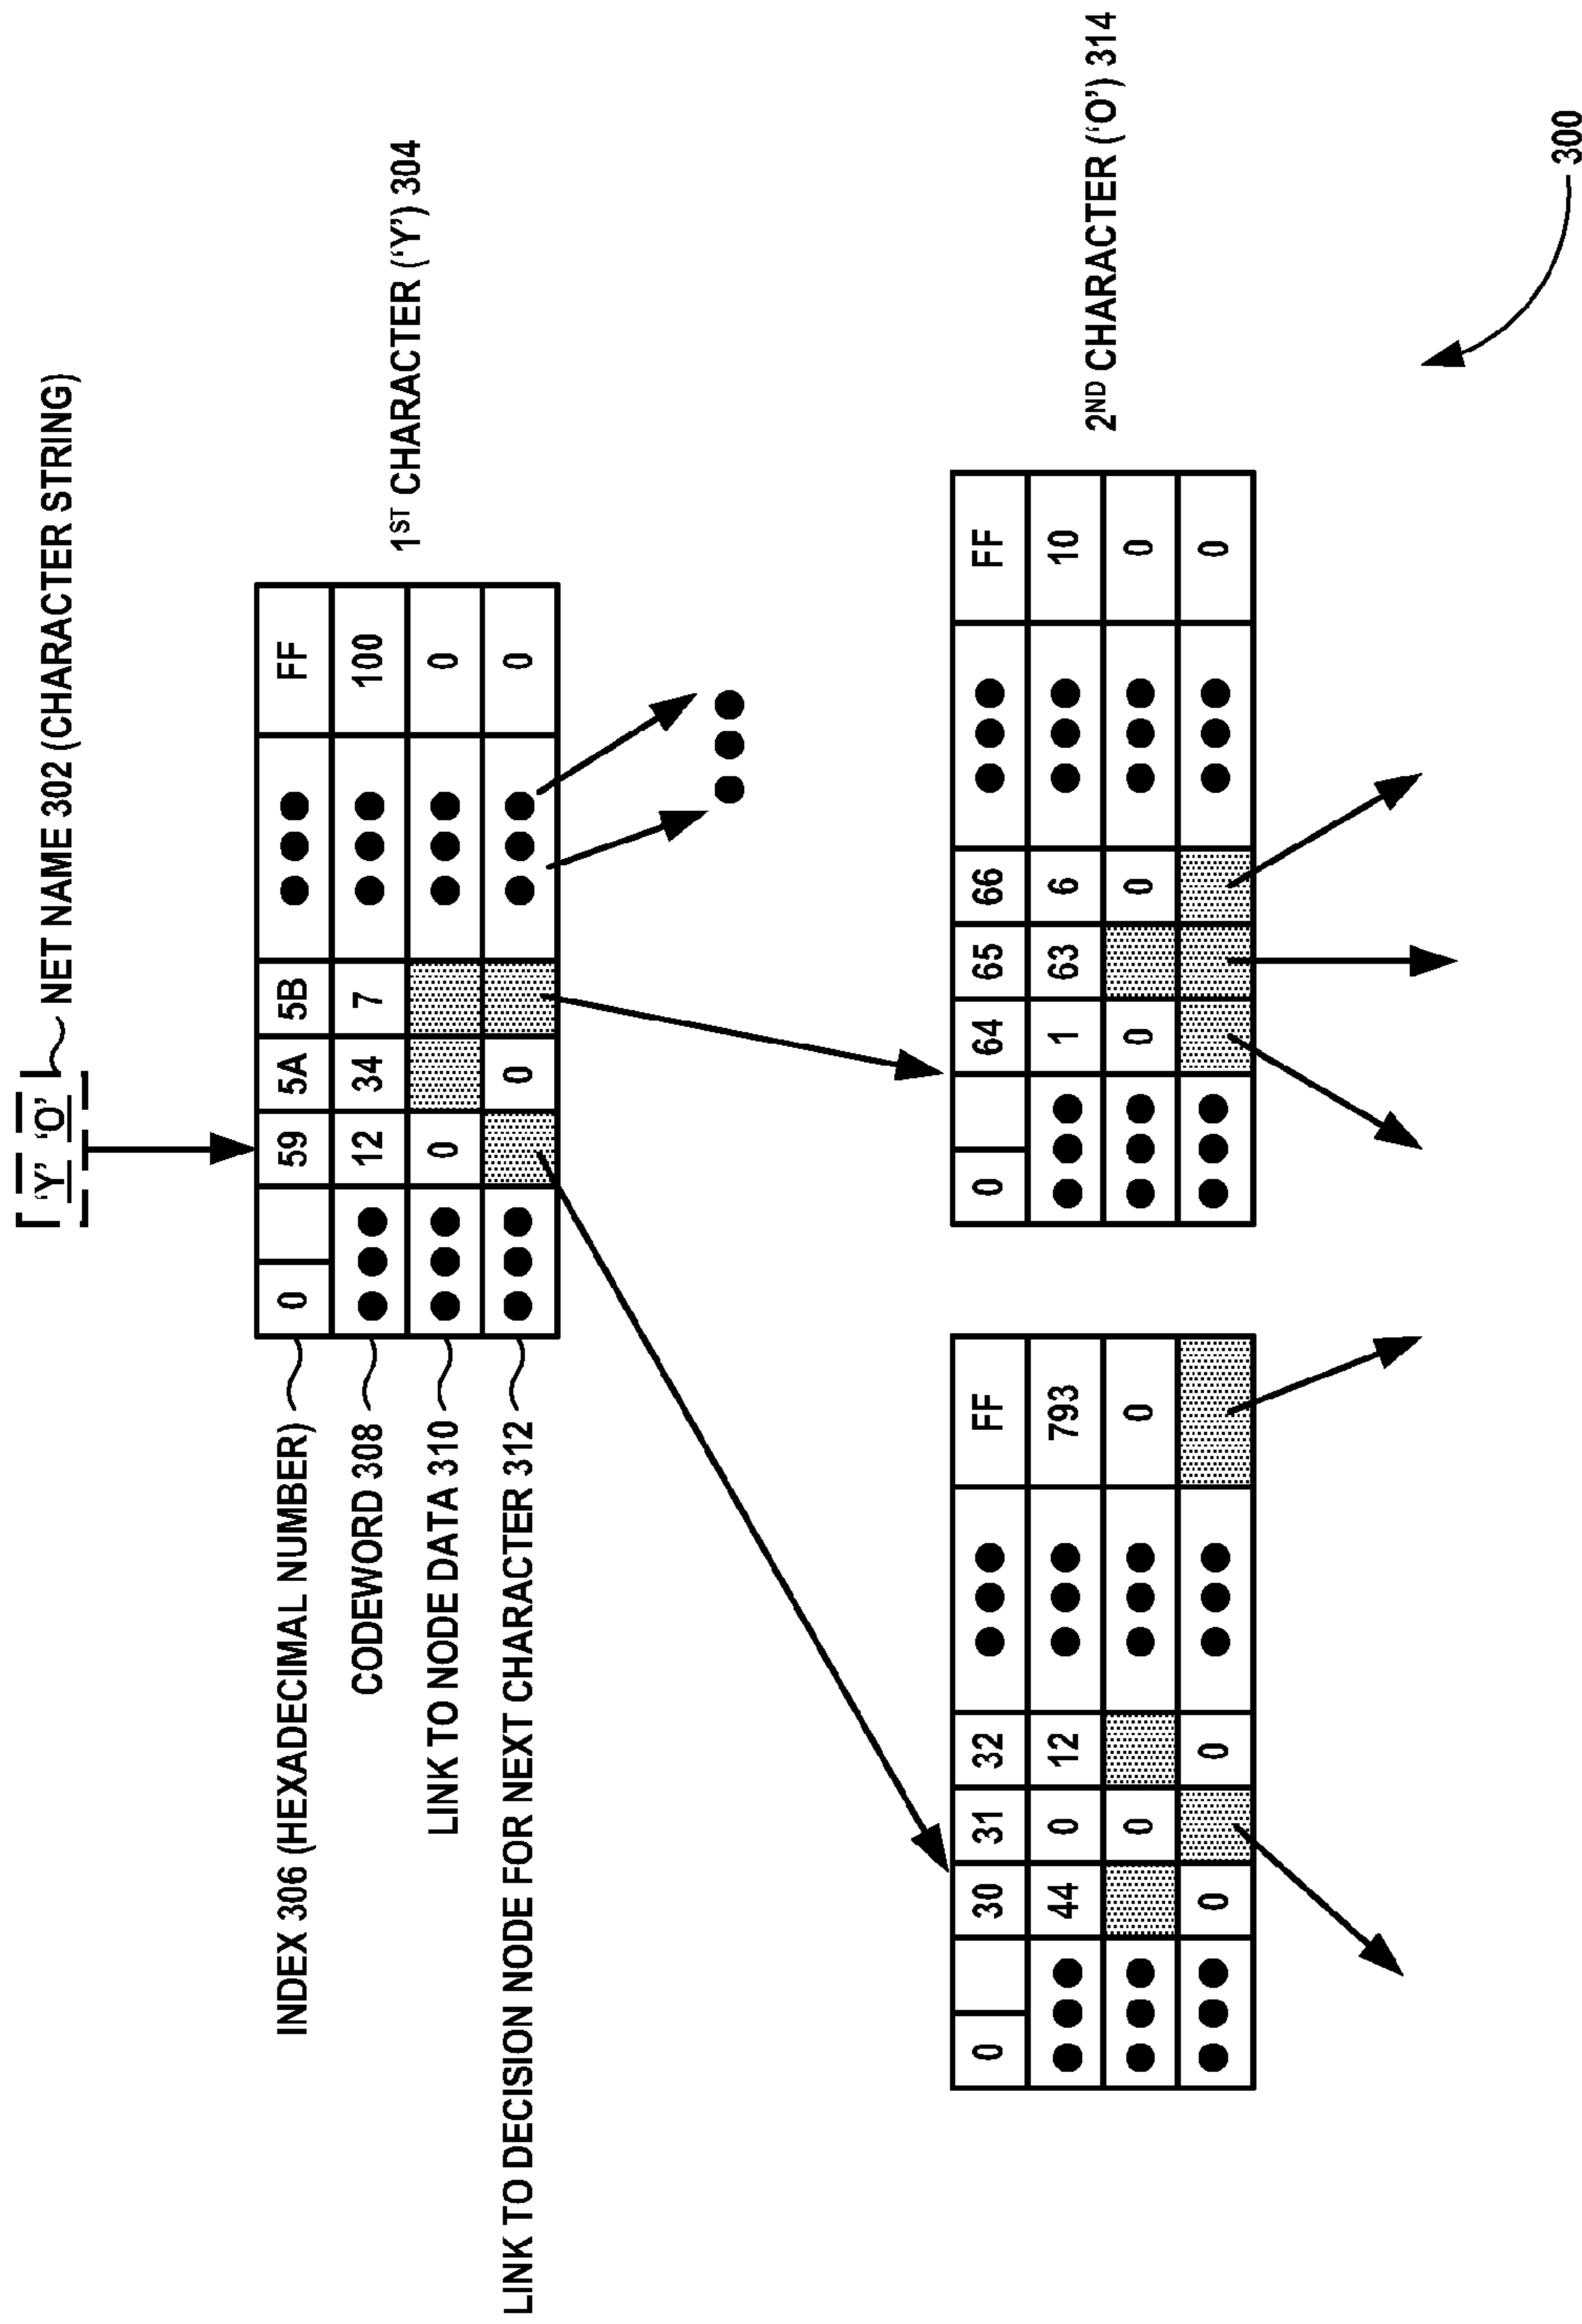 ‘Y’ ‘O’
NET NAME 302 (CHARACTER STRING)
INDEX 306 (HEXADECIMAL NUMBER)
0 59 5A 5B FF
CODEWORD 308
12 34 7 100
LINK TO NODE DATA 310
0 0
LINK TO DECISION NODE FOR NEXT CHARACTER 312
0 0
1ST CHARACTER (‘Y’) 304
0 30 31 32 FF
44 0 12 793
0 0
0 0
0 64 65 66 FF
1 63 6 10
0 0 0
0
2ND CHARACTER (‘O’) 314
300